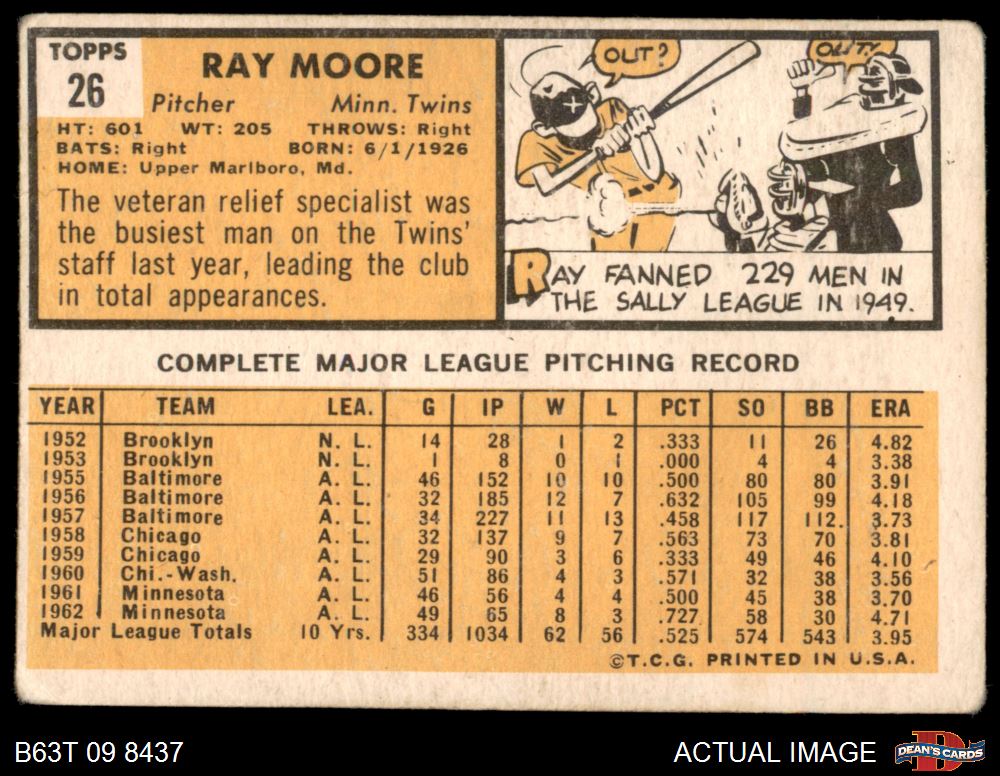 TOPPS
26
RAY MOORE
Pitcher Minn. Twins
HT: 601 WT: 205 THROWS: Right
BATS: Right BORN: 6/1/1926
HOME: Upper Marlboro, Md.
The veteran relief specialist was
the busiest man on the Twins'
staff last year, leading the club
in total appearances.
OUT?
OUT!
RAY FANNED 229 MEN IN
THE SALLY LEAGUE IN 1949.
COMPLETE MAJOR LEAGUE PITCHING RECORD
YEAR TEAM LEA. G IP W L PCT SO BB ERA
1952 Brooklyn N. L. 14 28 1 2 .333 11 26 4.82
1953 Brooklyn N. L. 1 8 0 1 .000 4 4 3.38
1955 Baltimore A. L. 46 152 10 10 .500 80 80 3.91
1956 Baltimore A. L. 32 185 12 7 .632 105 99 4.18
1957 Baltimore A. L. 34 227 11 13 .458 117 112 3.73
1958 Chicago A. L. 32 137 9 7 .563 73 70 3.81
1959 Chicago A. L. 29 90 3 6 .333 49 46 4.10
1960 Chi.-Wash. A. L. 51 86 4 3 .571 32 38 3.56
1961 Minnesota A. L. 46 56 4 4 .500 45 38 3.70
1962 Minnesota A. L. 49 65 8 3 .727 58 30 4.71
Major League Totals 10 Yrs. 334 1034 62 56 .525 574 543 3.95
©T.C.G. PRINTED IN U.S.A.
B63T 09 8437 ACTUAL IMAGE
D
DEAN'S CARDS